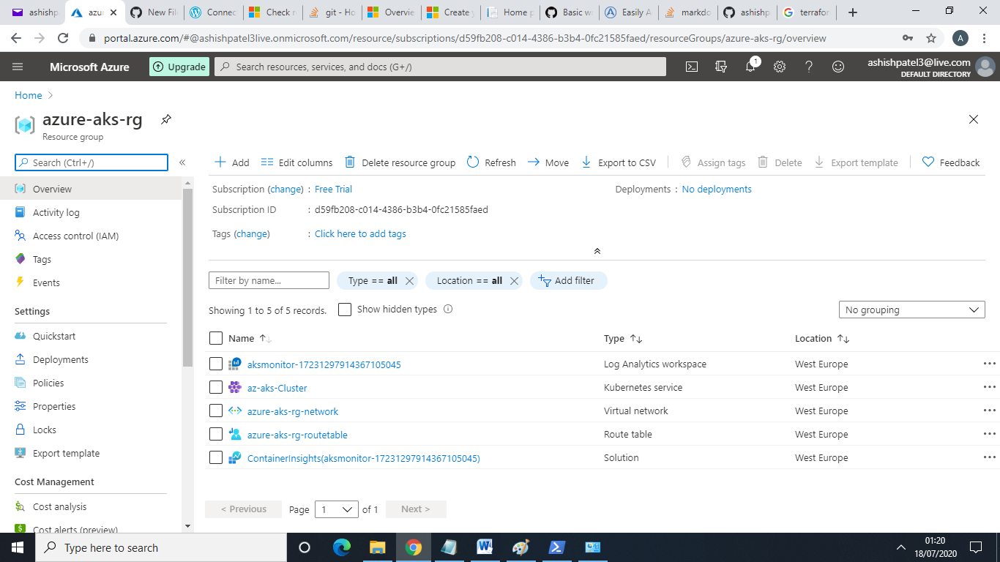 ashishp
azur
New File
Connec
Check r
git - Ho
Overvie
Create y
Home p
Basic w
Easily A
markdo
ashishp
terrafor
portal.azure.com/#@ashishpatel3live.onmicrosoft.com/resource/subscriptions/d59fb208-c014-4386-b3b4-0fc21585faed/resourceGroups/azure-aks-rg/overview
A
Microsoft Azure
Upgrade
Search resources, services, and docs (G+/)
1
ashishpatel3@live.com
DEFAULT DIRECTORY
Home
azure-aks-rg
Resource group
Search (Ctrl+/)
Overview
Activity log
Access control (IAM)
Tags
Events
Settings
Quickstart
Deployments
Policies
Properties
Locks
Export template
Cost Management
Cost analysis
Cost alerts (preview)
Add
Edit columns
Delete resource group
Refresh
Move
Export to CSV
Assign tags
Delete
Export template
Feedback
Subscription (change) : Free Trial
Deployments : No deployments
Subscription ID : d59fb208-c014-4386-b3b4-0fc21585faed
Tags (change) : Click here to add tags
Filter by name...
Type == all
Location == all
Add filter
Showing 1 to 5 of 5 records.
Show hidden types
No grouping
Name Type Location
aksmonitor-17231297914367105045 Log Analytics workspace West Europe
az-aks-Cluster Kubernetes service West Europe
azure-aks-rg-network Virtual network West Europe
azure-aks-rg-routetable Route table West Europe
ContainerInsights(aksmonitor-17231297914367105045) Solution West Europe
< Previous Page 1 of 1 Next >
Type here to search
01:20
18/07/2020